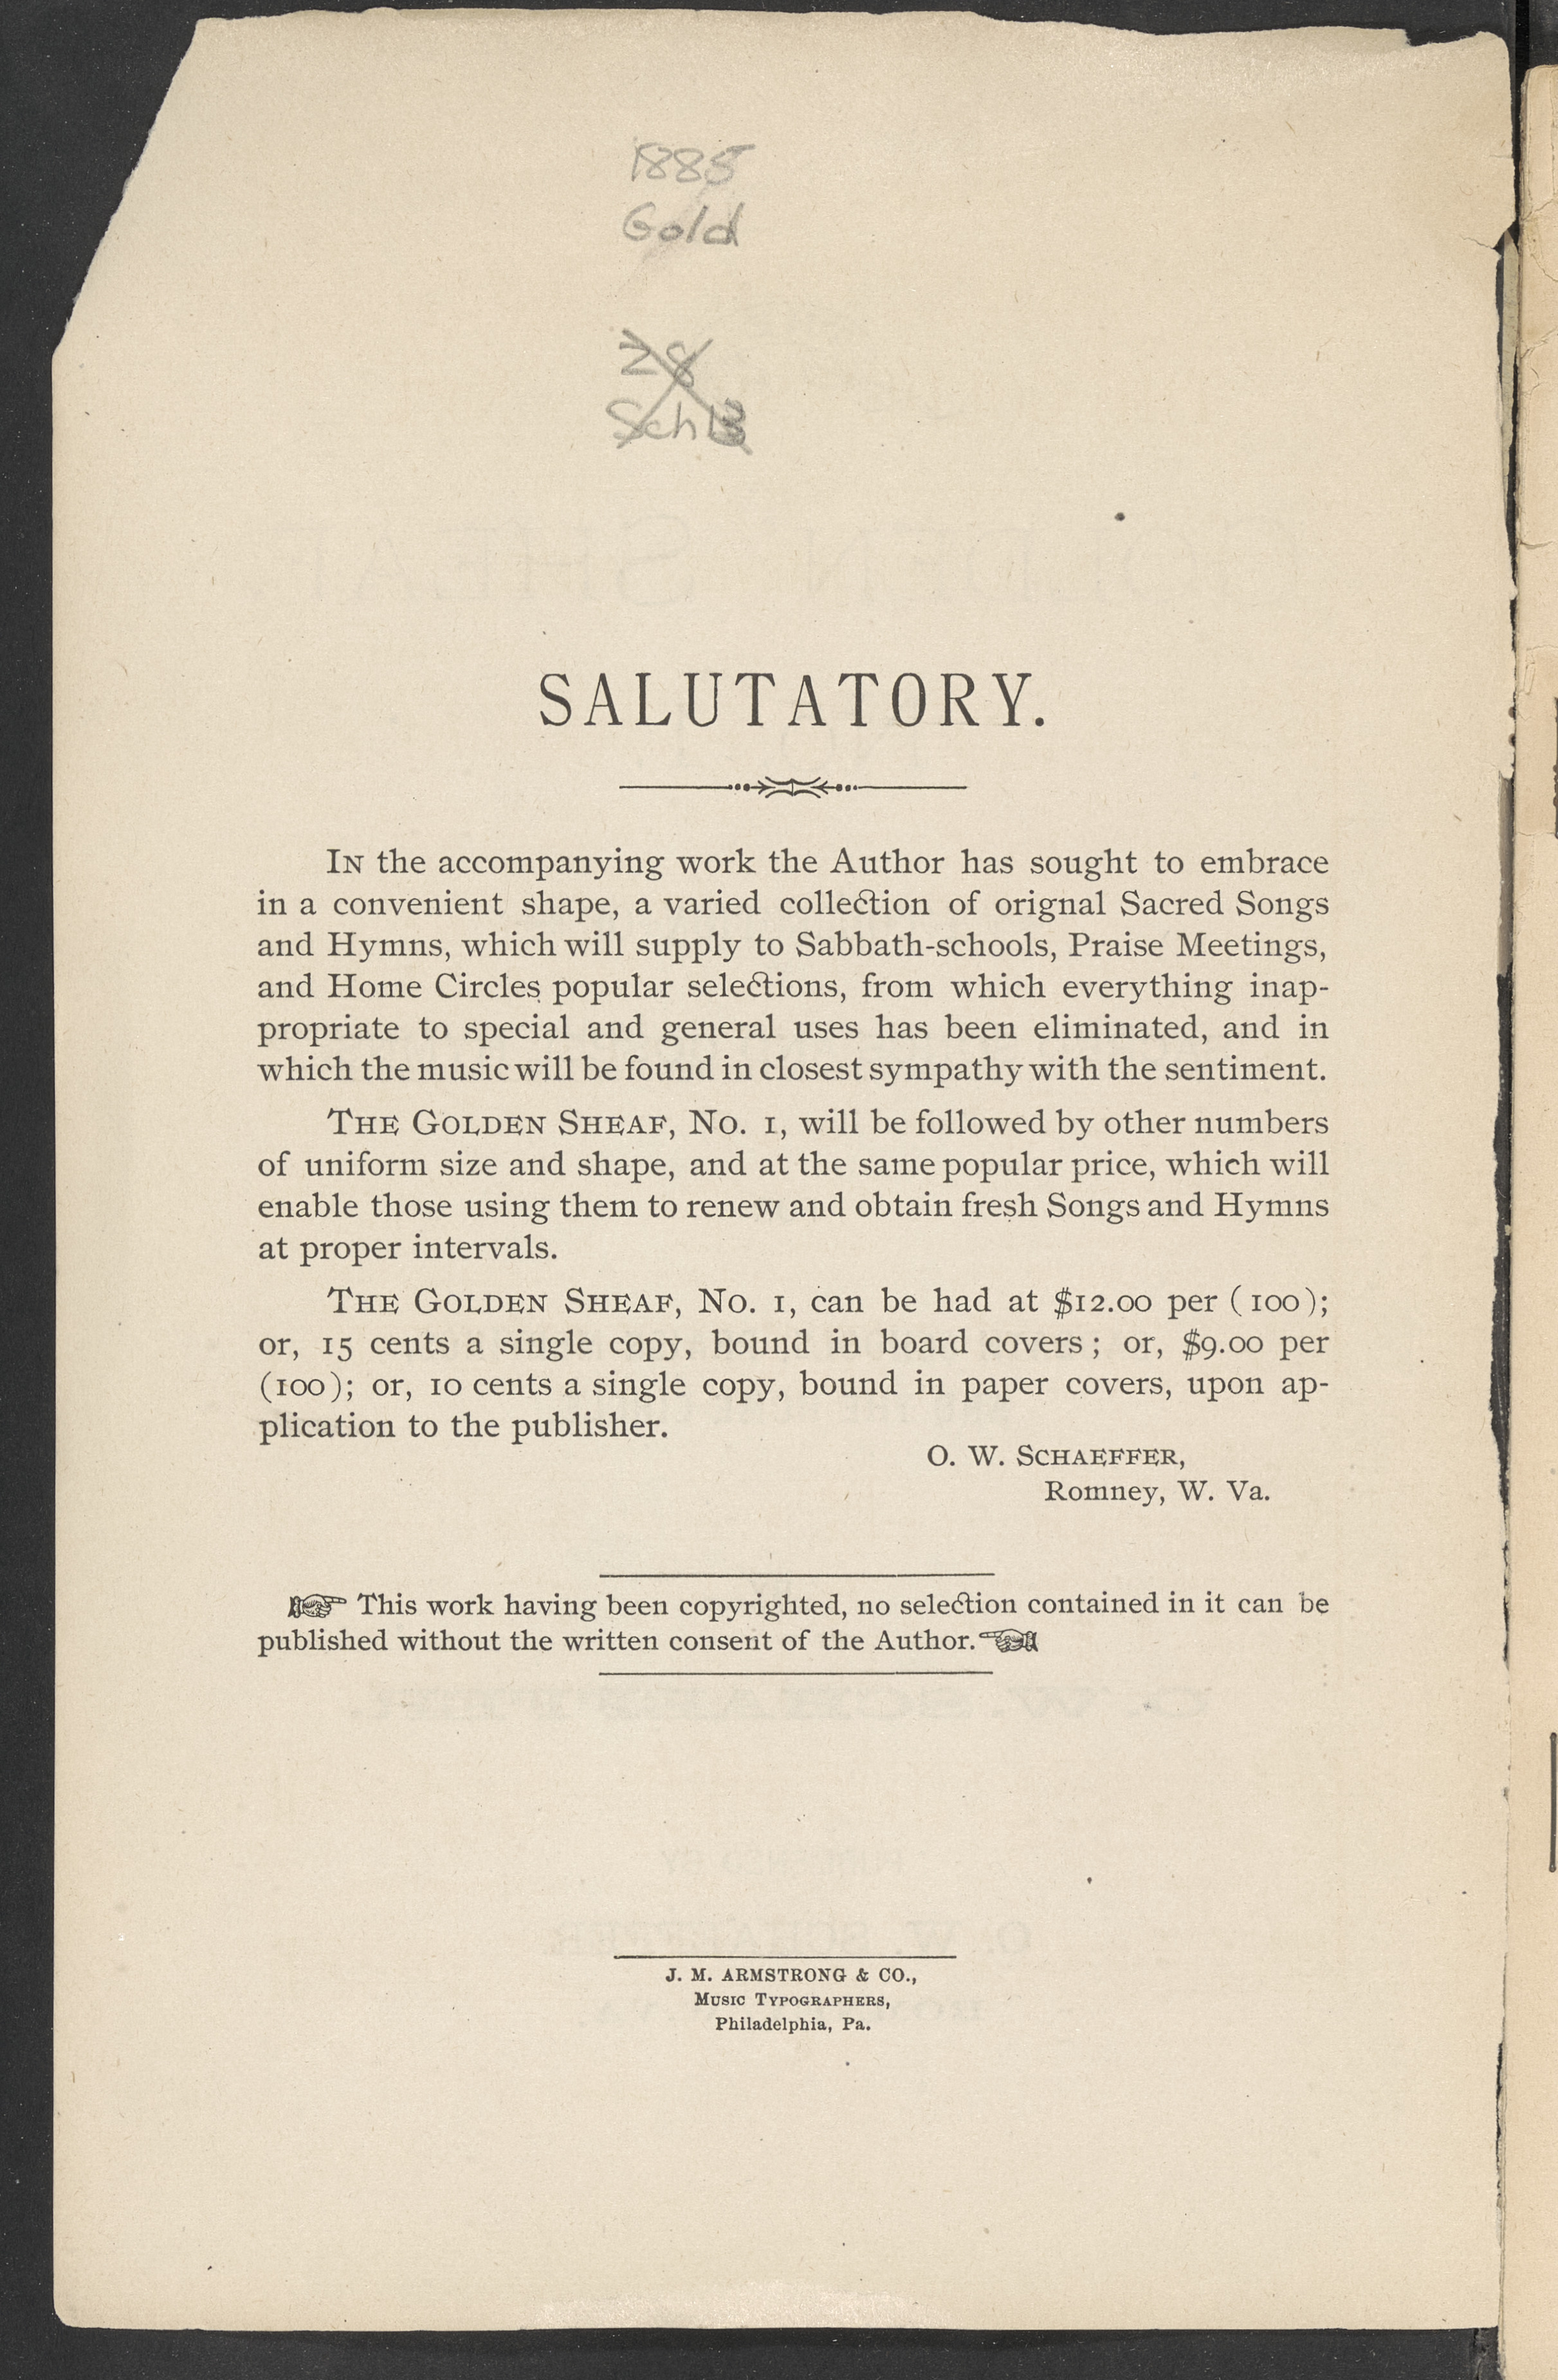 1885
Gold
28
SALUTATORY.
In the accompanying work the Author has sought to embrace
in a convenient shape, a varied collection of orignal Sacred Songs
and Hymns, which will supply to Sabbath-schools, Praise Meetings,
and Home Circles popular selections, from which everything inap-
propriate to special and general uses has been eliminated, and in
which the music will be found in closest sympathy with the sentiment.
The Golden Sheaf, No. 1, will be followed by other numbers
of uniform size and shape, and at the same popular price, which will
enable those using them to renew and obtain fresh Songs and Hymns
at proper intervals.
The Golden Sheaf, No. 1, can be had at $12.00 per (100);
or, 15 cents a single copy, bound in board covers; or, $9.00 per
(100); or, 10 cents a single copy, bound in paper covers, upon ap-
plication to the publisher.
O. W. Schaeffer,
Romney, W. Va.
☞ This work having been copyrighted, no selection contained in it can be
published without the written consent of the Author. ☜
J. M. ARMSTRONG & CO.,
Music Typographers,
Philadelphia, Pa.